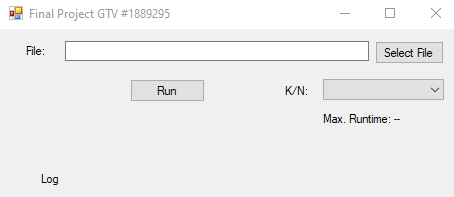 Final Project GTV #1889295
File:
Select File
Run
K/N:
Max. Runtime: --
Log